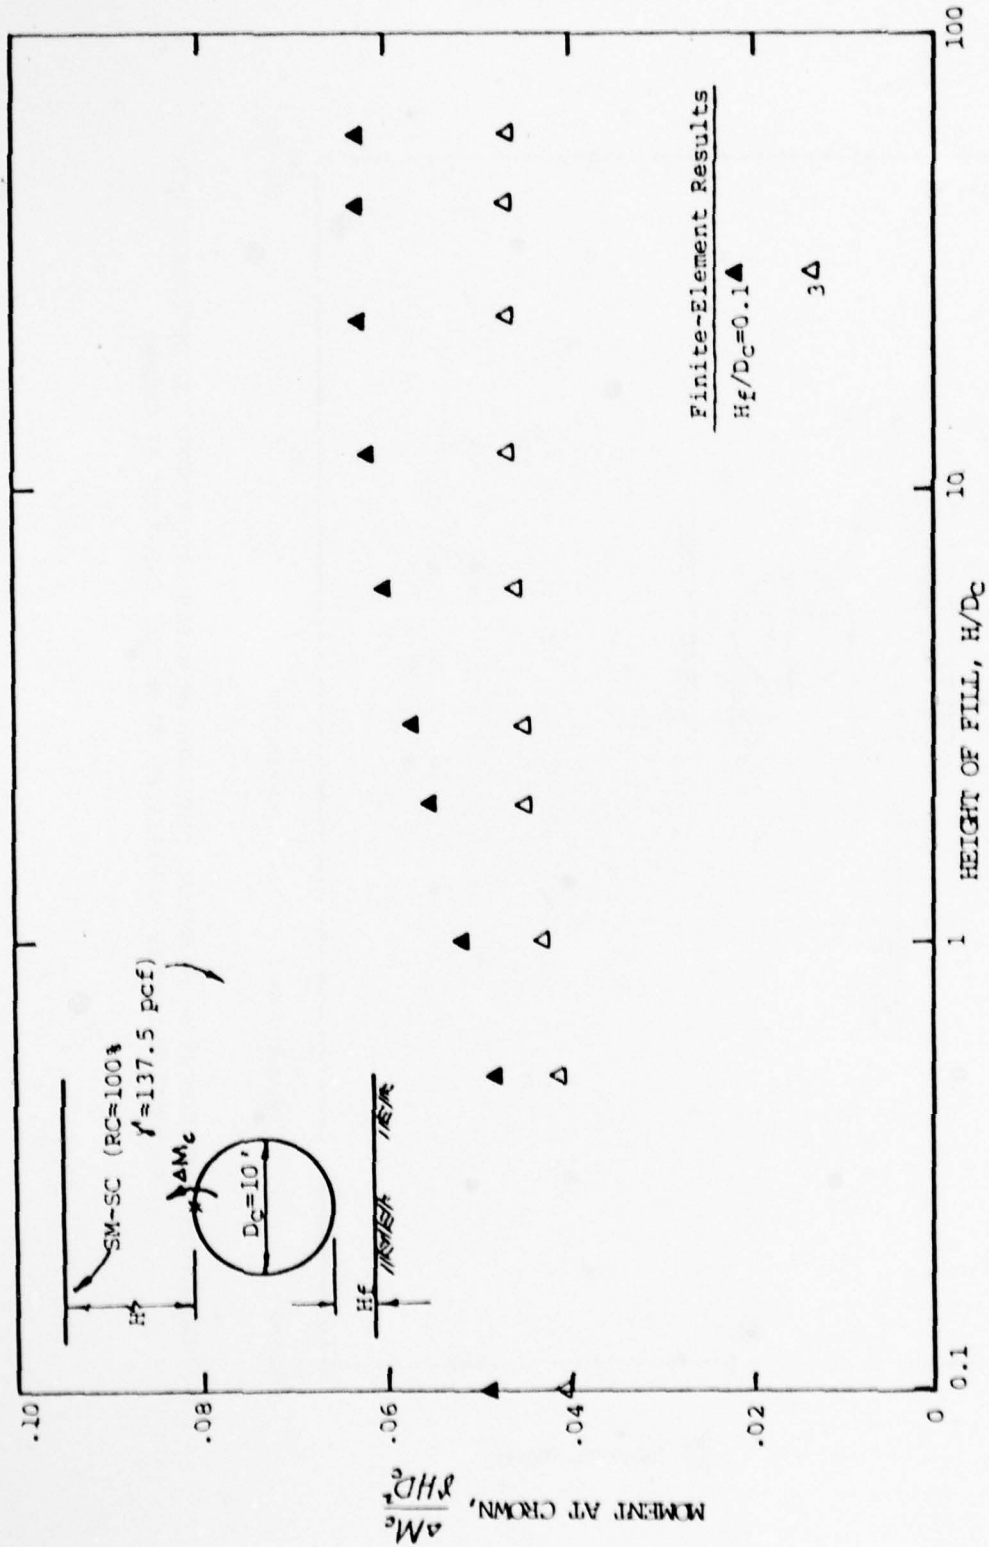 MOMENT AT CROWN, ΔMc / γHDc²
.10
.08
.06
.04
.02
0
SM-SC (RC=100%
γ=137.5 pcf)
ΔMc
H
DC=10'
Hf
Finite-Element Results
Hf/DC=0.1▲
3△
0.1
1
10
100
HEIGHT OF FILL, H/DC